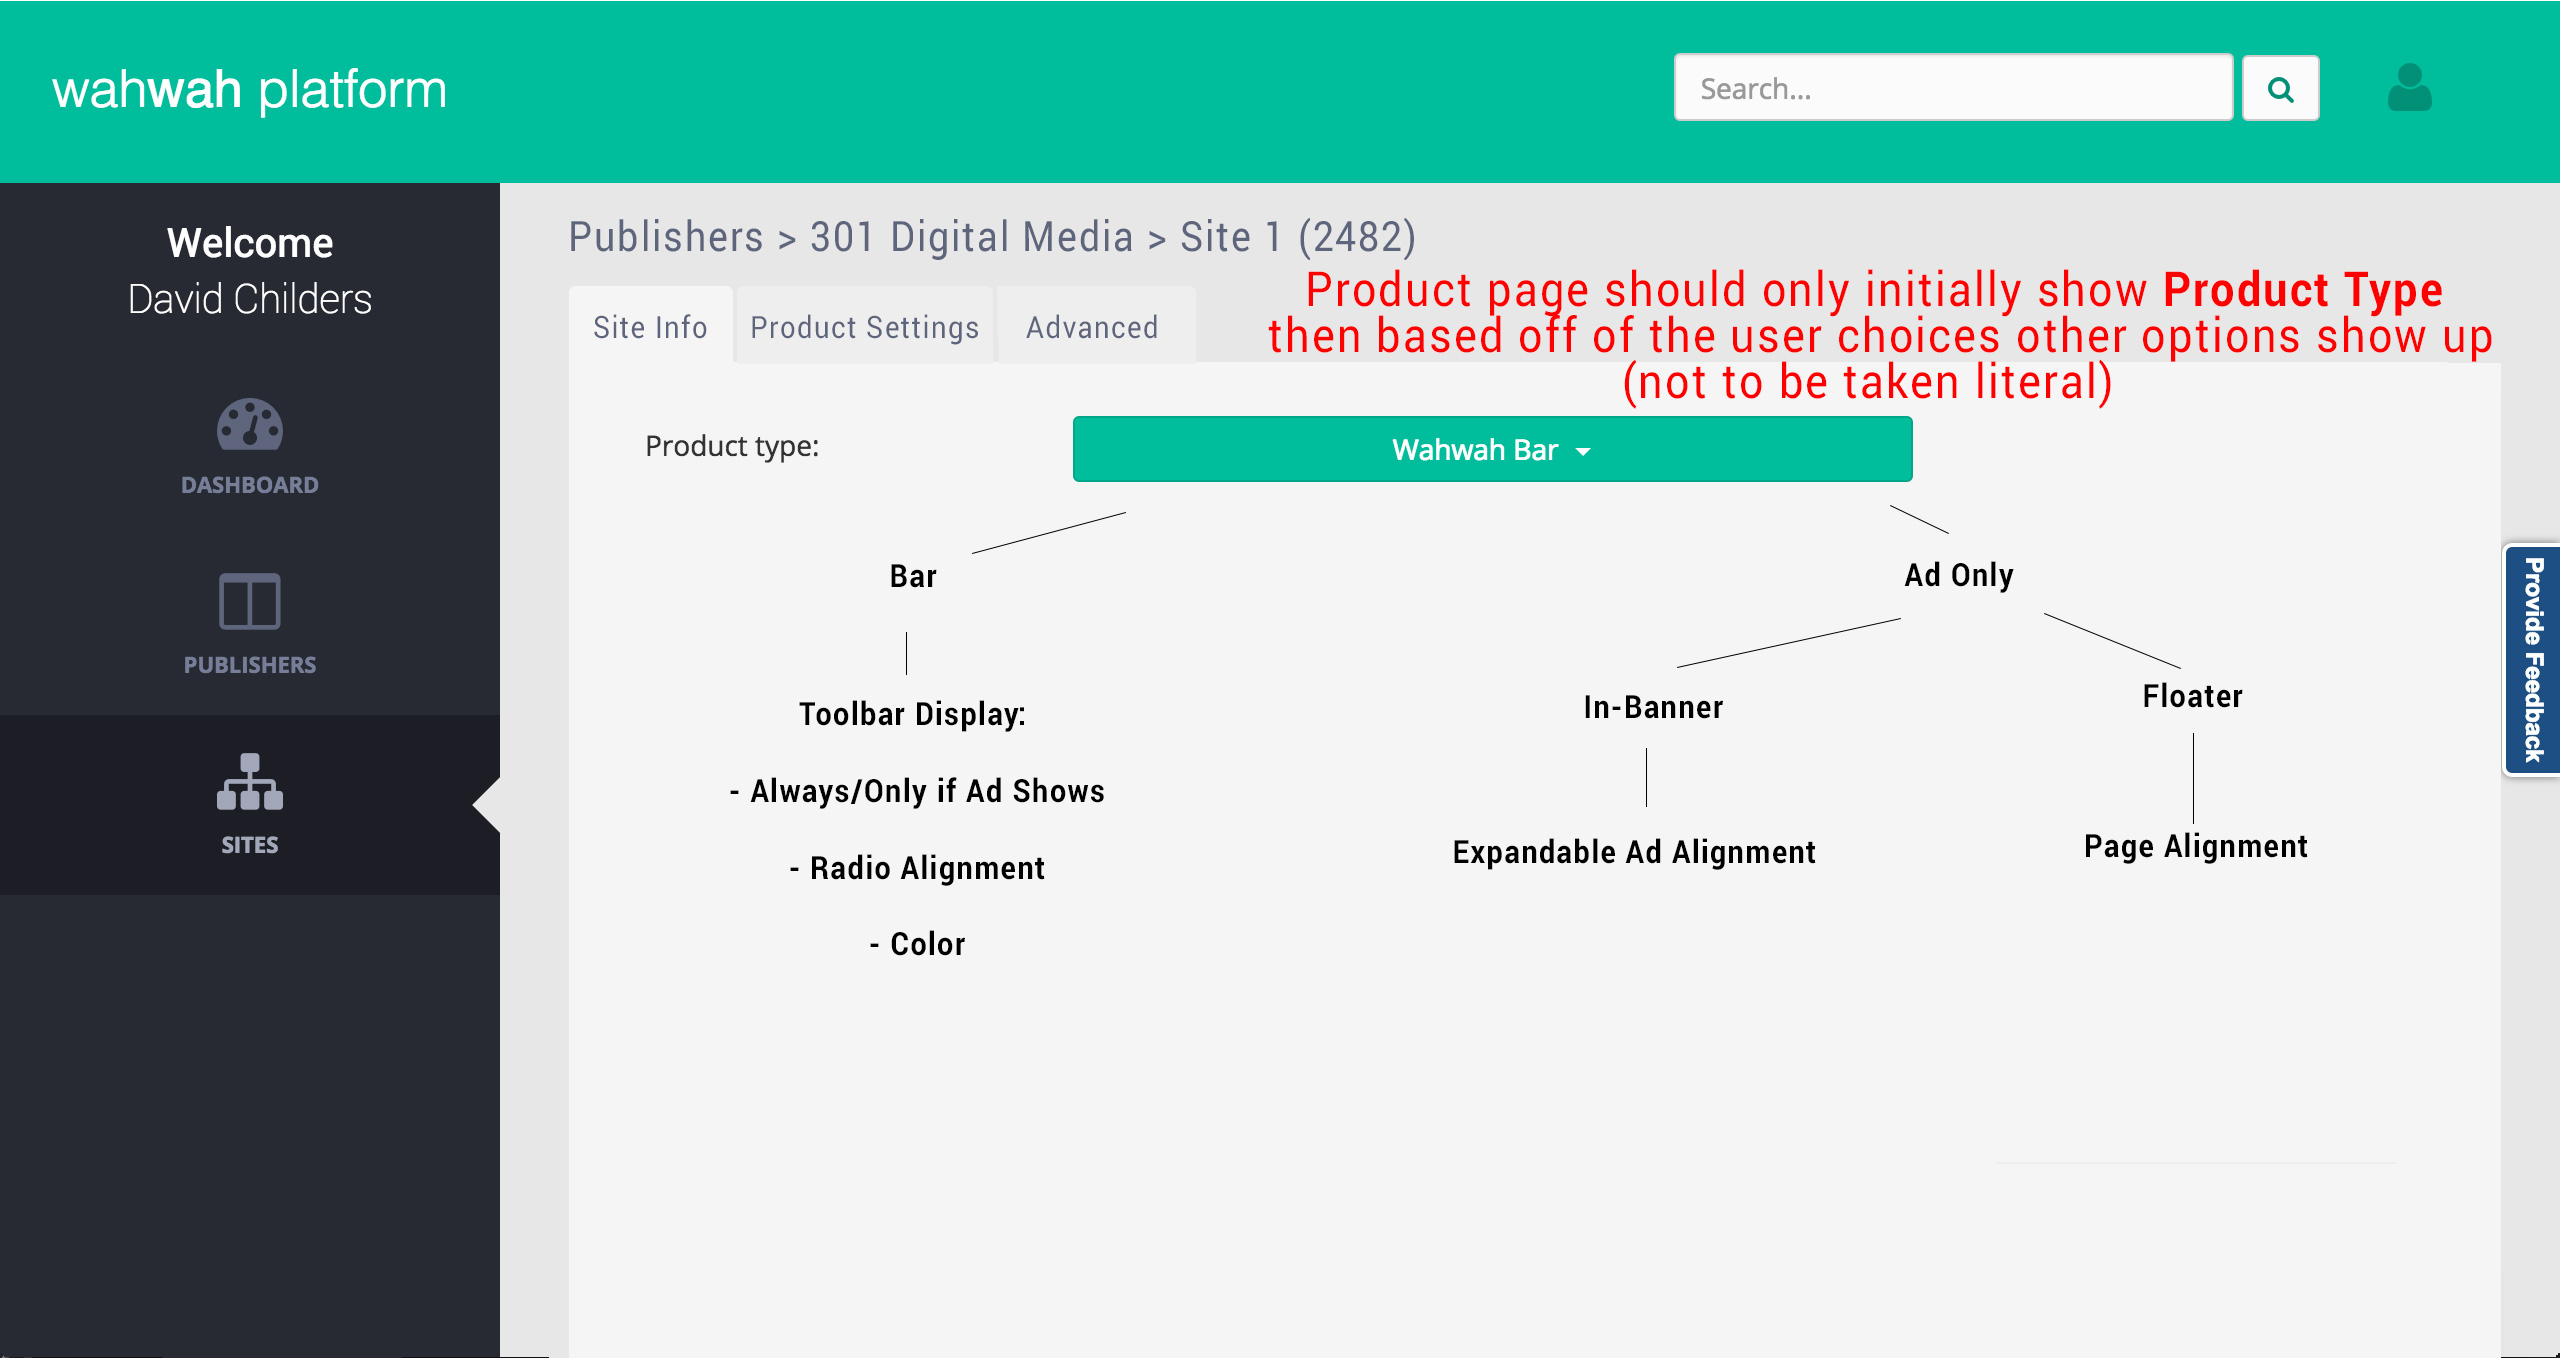 wahwah platform
Search...
Welcome
David Childers
DASHBOARD
PUBLISHERS
SITES
Publishers > 301 Digital Media > Site 1 (2482)
Product page should only initially show Product Type
then based off of the user choices other options show up
(not to be taken literal)
Site Info
Product Settings
Advanced
Product type:
Wahwah Bar
Bar
Ad Only
Toolbar Display:
- Always/Only if Ad Shows
- Radio Alignment
- Color
In-Banner
Floater
Expandable Ad Alignment
Page Alignment
Provide Feedback